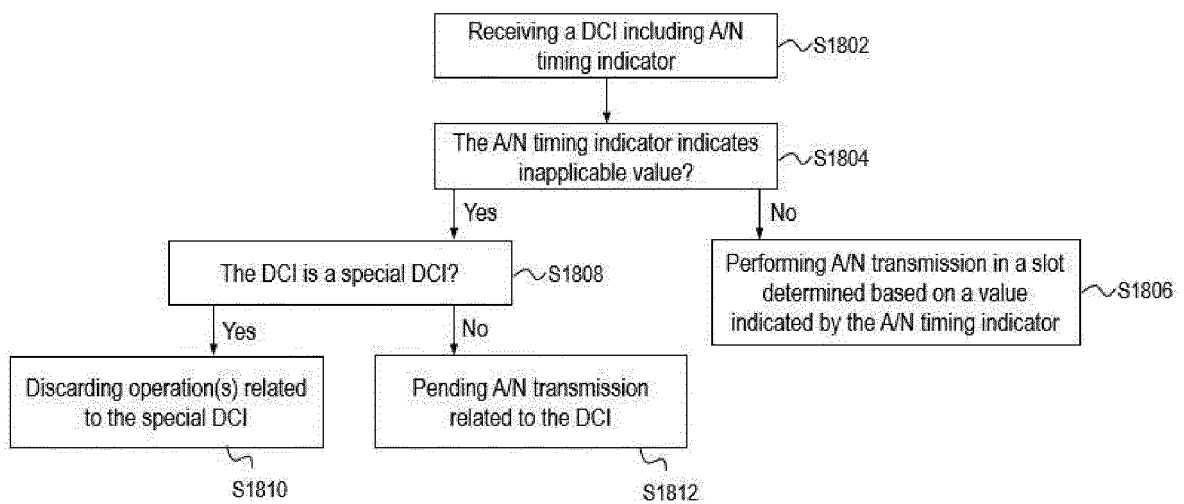 Receiving a DCI including A/N
timing indicator
S1802
The A/N timing indicator indicates
inapplicable value?
S1804
Yes
No
The DCI is a special DCI?
S1808
Performing A/N transmission in a slot
determined based on a value
indicated by the A/N timing indicator
S1806
Yes
No
Discarding operation(s) related
to the special DCI
S1810
Pending A/N transmission
related to the DCI
S1812